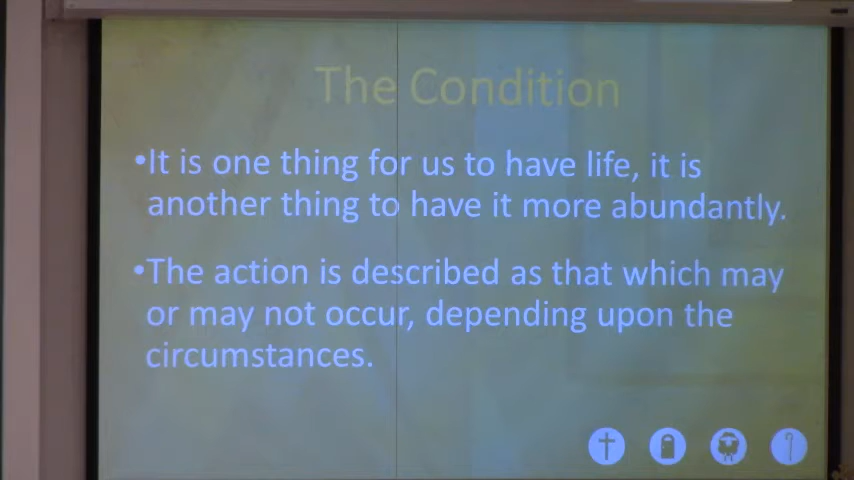 The Condition
•It is one thing for us to have life, it is
another thing to have it more abundantly.
•The action is described as that which may
or may not occur, depending upon the
circumstances.